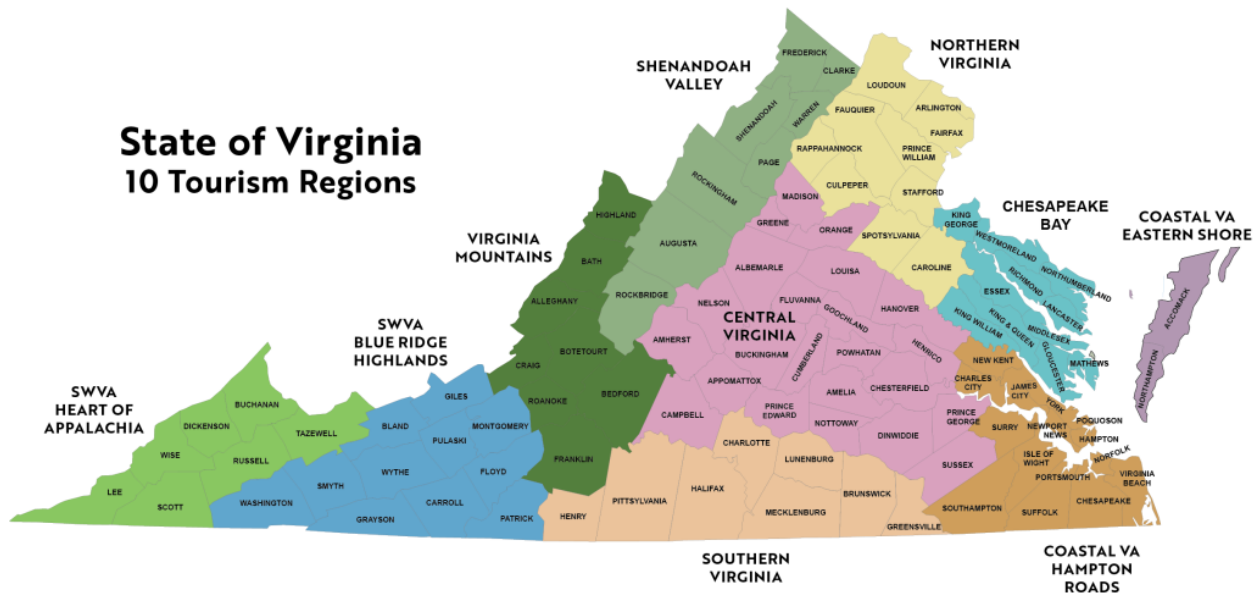 State of Virginia
10 Tourism Regions
SHENANDOAH
VALLEY
NORTHERN
VIRGINIA
VIRGINIA
MOUNTAINS
CHESAPEAKE
BAY
COASTAL VA
EASTERN SHORE
SWVA
BLUE RIDGE
HIGHLANDS
SWVA
HEART OF
APPALACHIA
CENTRAL
VIRGINIA
SOUTHERN
VIRGINIA
COASTAL VA
HAMPTON
ROADS
FREDERICK
CLARKE
SHENANDOAH
WARREN
PAGE
ROCKINGHAM
AUGUSTA
ROCKBRIDGE
LOUDOUN
ARLINGTON
FAUQUIER
FAIRFAX
PRINCE
WILLIAM
RAPPAHANNOCK
CULPEPER
STAFFORD
SPOTSYLVANIA
CAROLINE
HIGHLAND
BATH
ALLEGHANY
BOTETOURT
CRAIG
ROANOKE
BEDFORD
FRANKLIN
MADISON
GREENE
ORANGE
ALBEMARLE
LOUISA
NELSON
FLUVANNA
GOOCHLAND
HANOVER
AMHERST
BUCKINGHAM
CUMBERLAND
POWHATAN
HENRICO
APPOMATTOX
AMELIA
CHESTERFIELD
CAMPBELL
PRINCE
EDWARD
NOTTOWAY
DINWIDDIE
PRINCE
GEORGE
SUSSEX
KING
GEORGE
WESTMORELAND
NORTHUMBERLAND
RICHMOND
LANCASTER
ESSEX
KING WILLIAM
KING & QUEEN
MIDDLESEX
GLOUCESTER
MATHEWS
ACCOMACK
NORTHAMPTON
NEW KENT
CHARLES
CITY
JAMES
CITY
YORK
POQUOSON
NEWPORT
NEWS
HAMPTON
SURRY
ISLE OF
WIGHT
NORFOLK
PORTSMOUTH
VIRGINIA
BEACH
CHESAPEAKE
SOUTHAMPTON
SUFFOLK
BUCHANAN
DICKENSON
TAZEWELL
WISE
RUSSELL
LEE
SCOTT
GILES
BLAND
MONTGOMERY
PULASKI
WYTHE
FLOYD
SMYTH
WASHINGTON
CARROLL
GRAYSON
PATRICK
HENRY
PITTSYLVANIA
HALIFAX
CHARLOTTE
LUNENBURG
MECKLENBURG
BRUNSWICK
GREENSVILLE